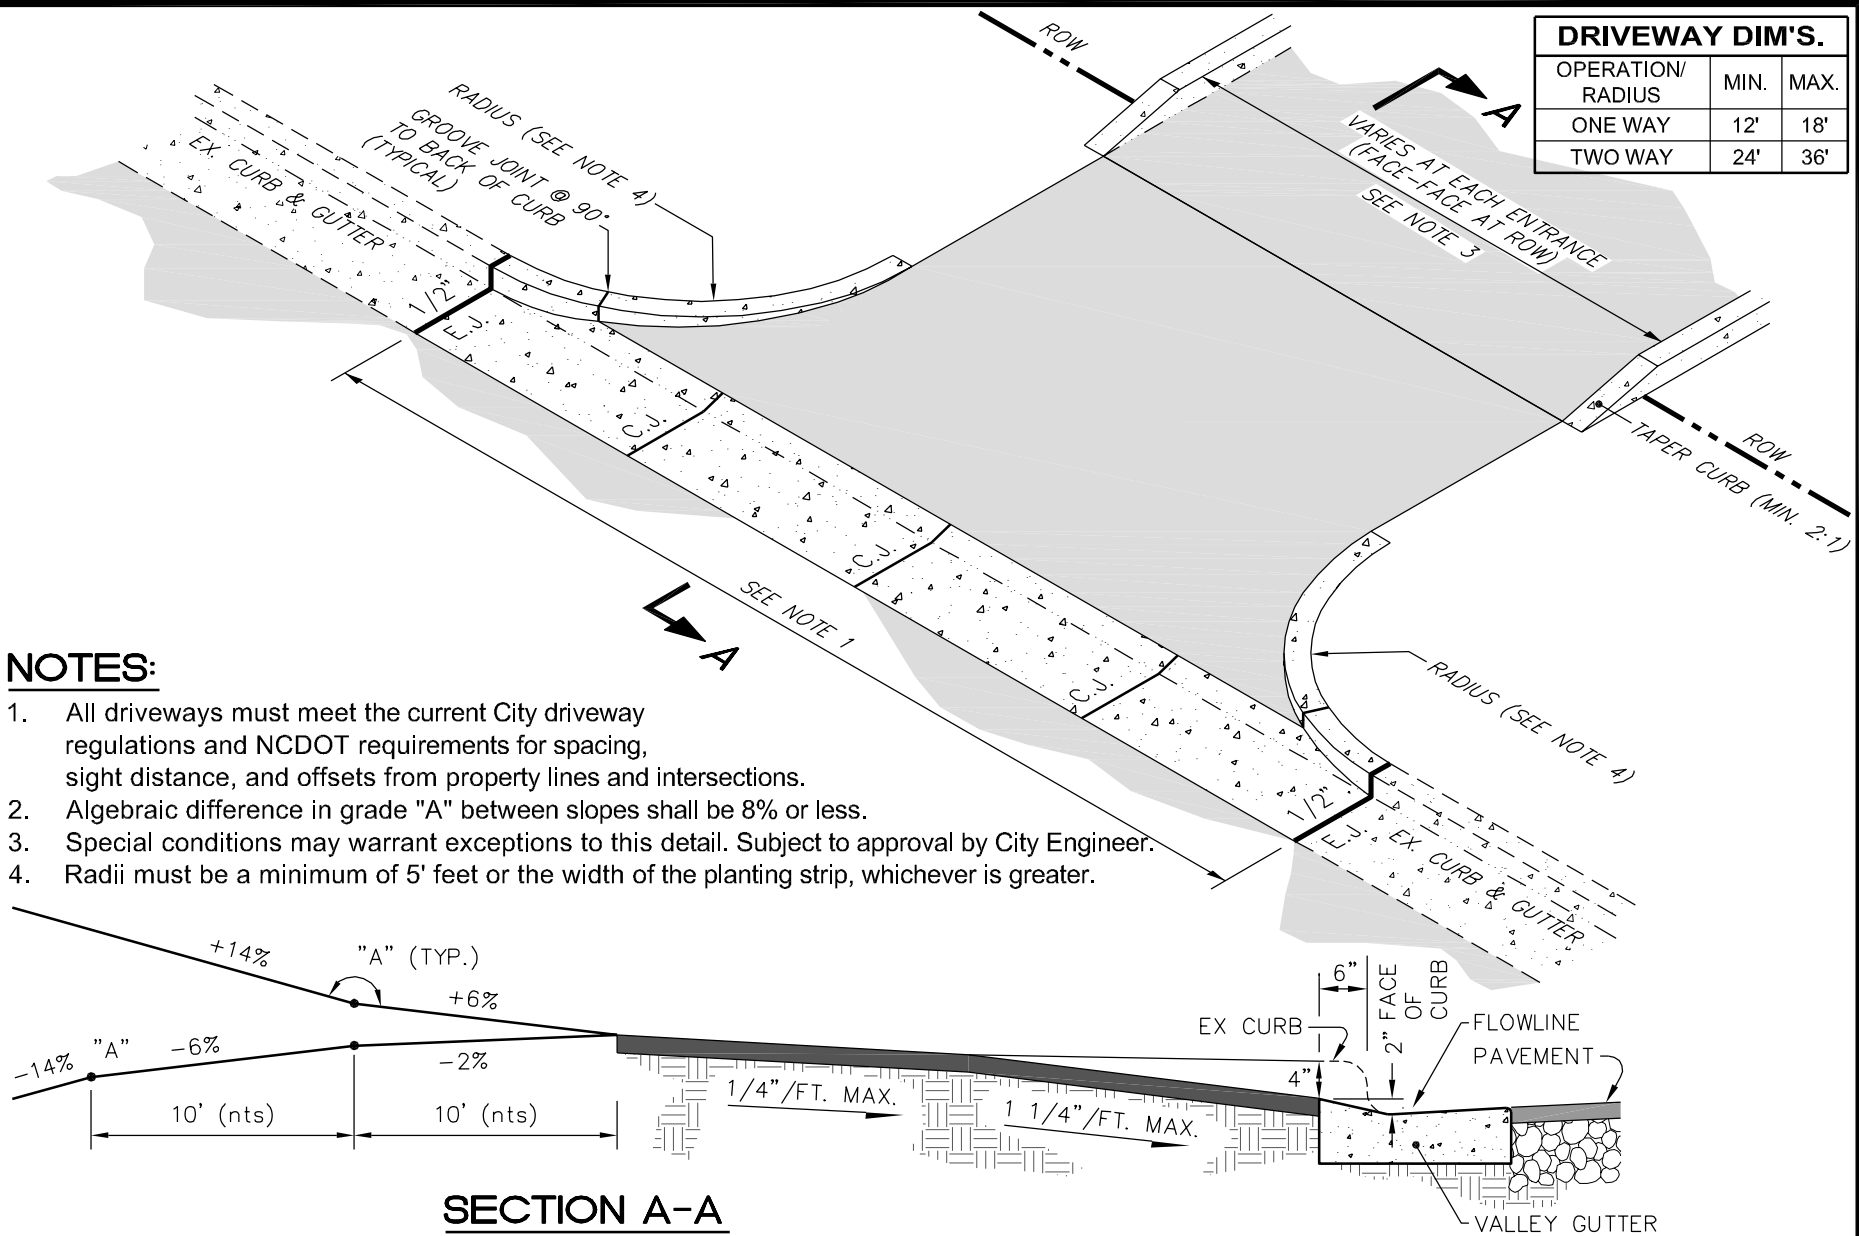 DRIVEWAY DIM'S.
OPERATION/
RADIUS
MIN.
MAX.
ONE WAY
12'
18'
TWO WAY
24'
36'
ROW
A
VARIES AT EACH ENTRANCE
(FACE-FACE AT ROW)
SEE NOTE 3
RADIUS (SEE NOTE 4)
GROOVE JOINT @ 90°
TO BACK OF CURB
(TYPICAL)
EX. CURB
& GUTTER
1/2"
E.J.
C.J.
C.J.
C.J.
1/2"
E.J.
TAPER CURB (MIN. 2:1)
ROW
SEE NOTE 1
A
RADIUS (SEE NOTE 4)
EX. CURB
& GUTTER
NOTES:
1. All driveways must meet the current City driveway
regulations and NCDOT requirements for spacing,
sight distance, and offsets from property lines and intersections.
2. Algebraic difference in grade "A" between slopes shall be 8% or less.
3. Special conditions may warrant exceptions to this detail. Subject to approval by City Engineer.
4. Radii must be a minimum of 5' feet or the width of the planting strip, whichever is greater.
+14%
"A" (TYP.)
+6%
-14%
"A"
-6%
-2%
10' (nts)
10' (nts)
1/4"/FT. MAX.
1 1/4"/FT. MAX.
EX CURB
6"
4"
2"
FACE
OF
CURB
FLOWLINE
PAVEMENT
VALLEY GUTTER
SECTION A-A